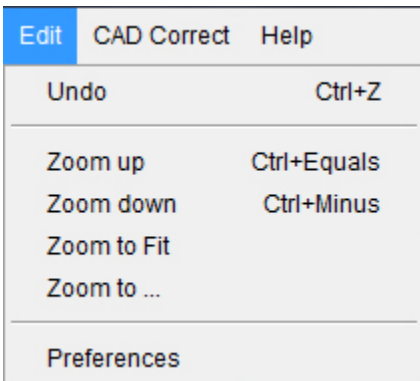 Edit CAD Correct Help
Undo Ctrl+Z
Zoom up Ctrl+Equals
Zoom down Ctrl+Minus
Zoom to Fit
Zoom to ...
Preferences